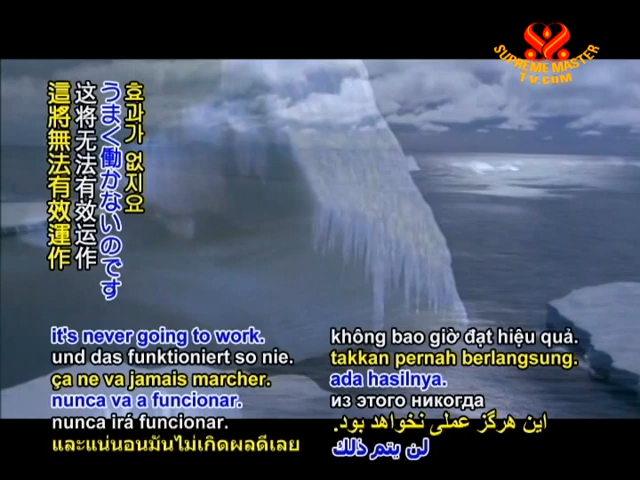 SUPREME MASTER
TV.COM
효과가 없지요
うまく働かないのです
这将无法有效运作
這將無法有效運作
it's never going to work.
und das funktioniert so nie.
ça ne va jamais marcher.
nunca va a funcionar.
nunca irá funcionar.
และแน่นอนมันไม่เกิดผลดีเลย
không bao giờ đạt hiệu quả.
takkan pernah berlangsung.
ada hasilnya.
из этого никогда
این هرگز عملی نخواهد بود.
لن يتم ذلك